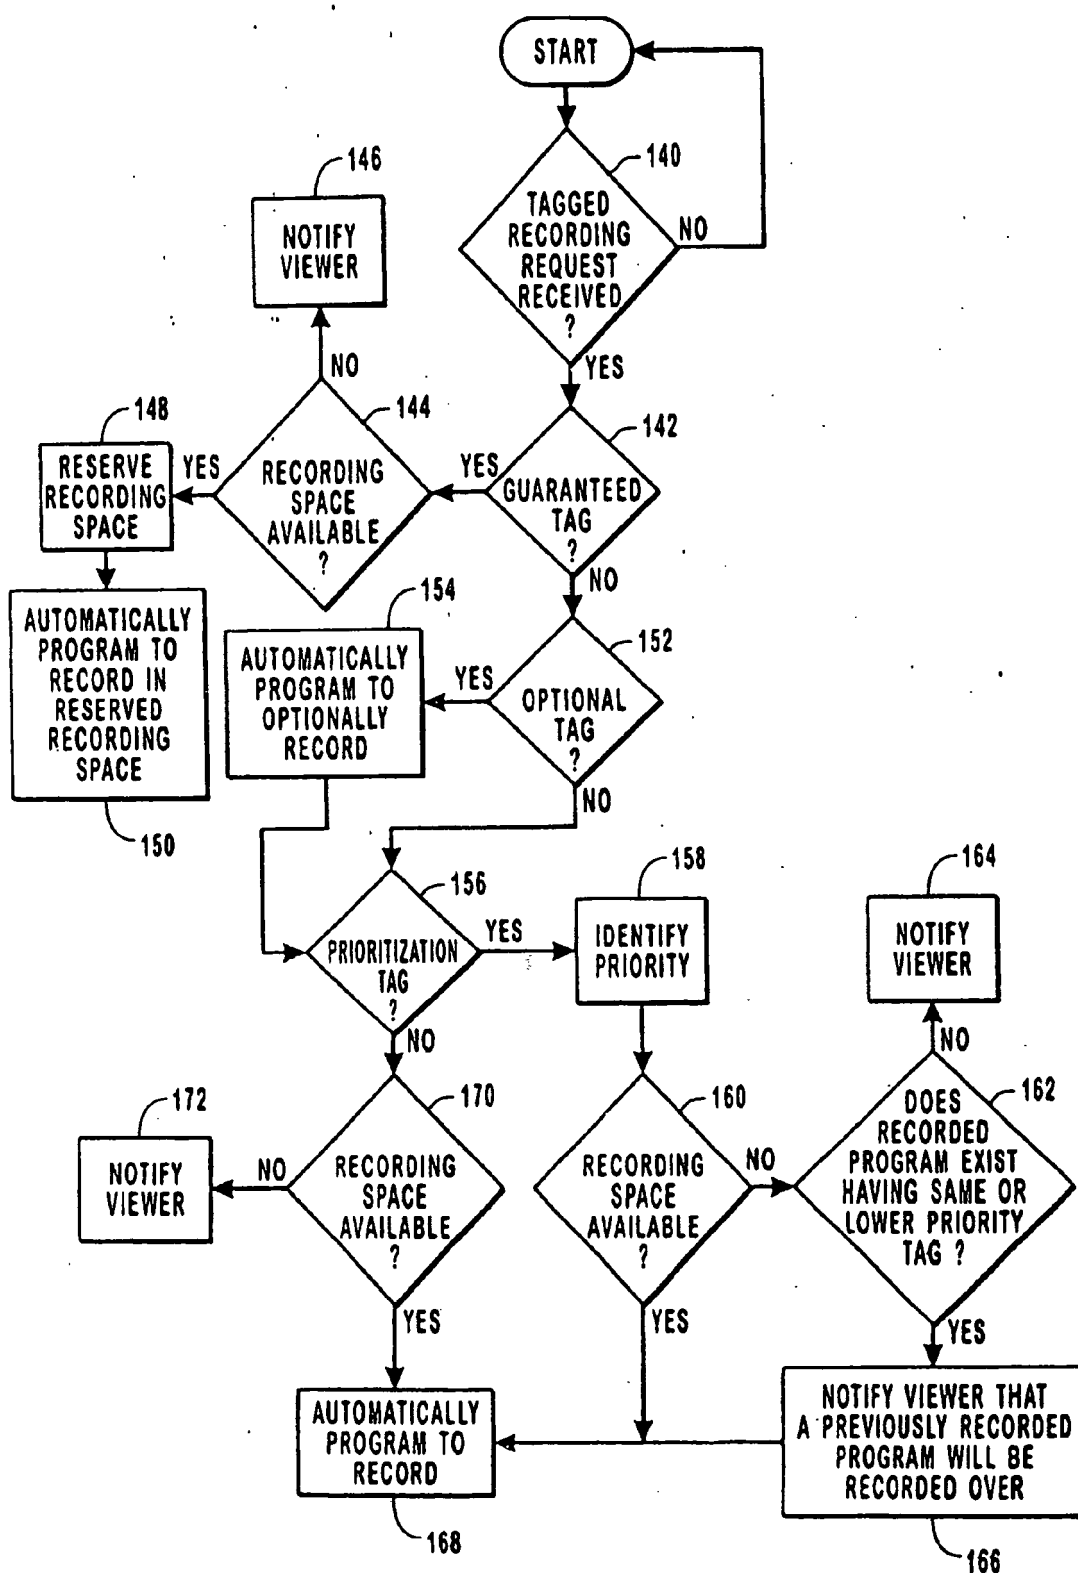 START
140
TAGGED
RECORDING
REQUEST
RECEIVED
?
NO
YES
146
NOTIFY
VIEWER
NO
144
RECORDING
SPACE
AVAILABLE
?
YES
142
GUARANTEED
TAG
?
YES
NO
148
RESERVE
RECORDING
SPACE
AUTOMATICALLY
PROGRAM TO
RECORD IN
RESERVED
RECORDING
SPACE
150
154
AUTOMATICALLY
PROGRAM TO
OPTIONALLY
RECORD
152
OPTIONAL
TAG
?
YES
NO
156
PRIORITIZATION
TAG
?
YES
NO
158
IDENTIFY
PRIORITY
164
NOTIFY
VIEWER
NO
162
DOES
RECORDED
PROGRAM EXIST
HAVING SAME OR
LOWER PRIORITY
TAG ?
YES
160
RECORDING
SPACE
AVAILABLE
?
NO
YES
170
RECORDING
SPACE
AVAILABLE
?
NO
YES
172
NOTIFY
VIEWER
AUTOMATICALLY
PROGRAM TO
RECORD
168
NOTIFY VIEWER THAT
A PREVIOUSLY RECORDED
PROGRAM WILL BE
RECORDED OVER
166